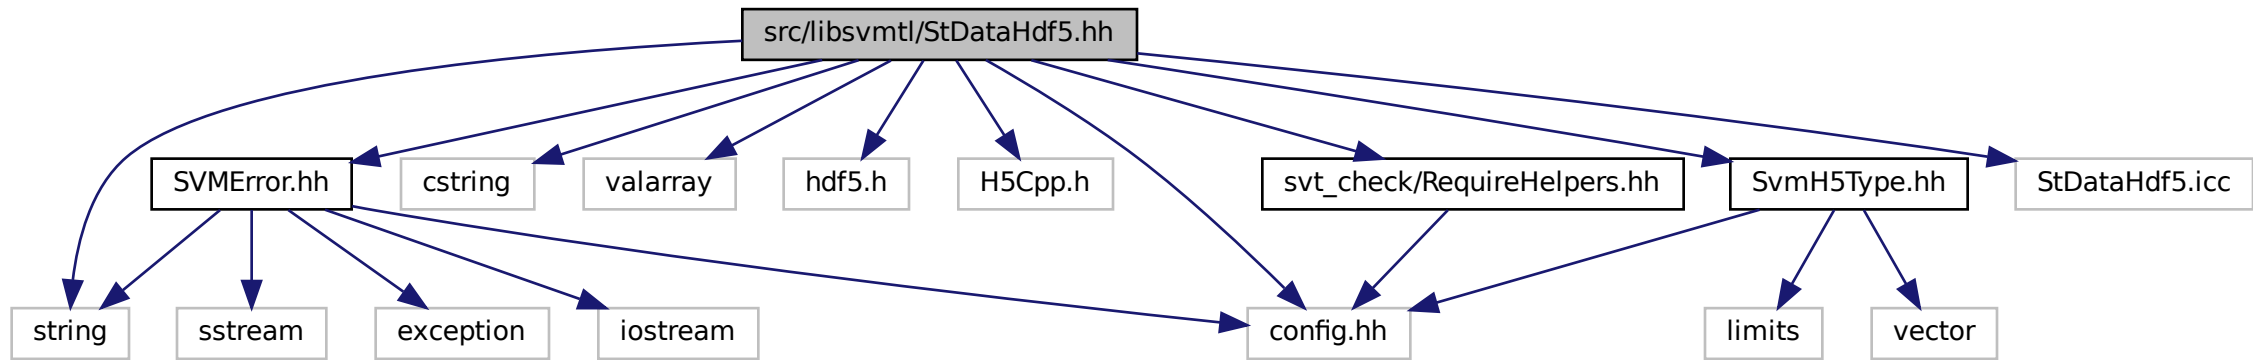 src/libsvmtl/StDataHdf5.hh
SVMError.hh
cstring
valarray
hdf5.h
H5Cpp.h
svt_check/RequireHelpers.hh
SvmH5Type.hh
StDataHdf5.icc
string
sstream
exception
iostream
config.hh
limits
vector